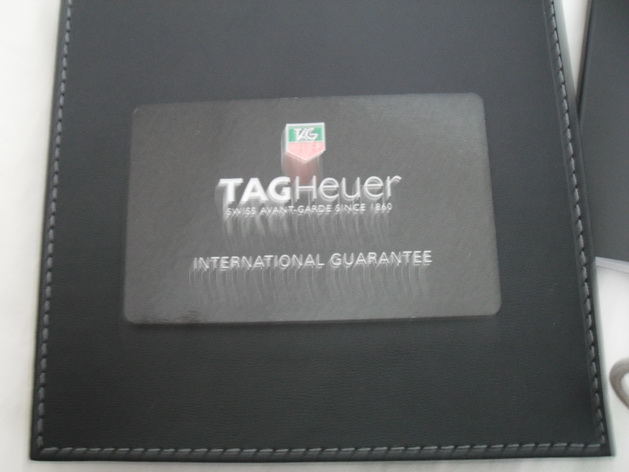 TAG
TAGHeuer
SWISS AVANT-GARDE SINCE 1860
INTERNATIONAL GUARANTEE